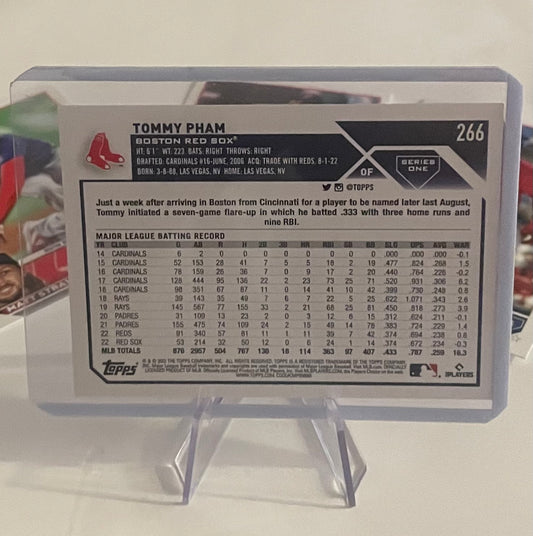 TOMMY PHAM
266
BOSTON RED SOX®
HT: 6'1" WT: 223 BATS: RIGHT THROWS: RIGHT
DRAFTED: CARDINALS #16-JUNE, 2006 ACQ: TRADE WITH REDS, 8-1-22
BORN: 3-8-88, LAS VEGAS, NV HOME: LAS VEGAS, NV
OF
SERIES
ONE
@TOPPS
Just a week after arriving in Boston from Cincinnati for a player to be named later last August,
Tommy initiated a seven-game flare-up in which he batted .333 with three home runs and
nine RBI.
MAJOR LEAGUE BATTING RECORD
YR CLUB G AB R H 2B 3B HR RBI SB BB SLG OPS AVG WAR
14 CARDINALS 6 2 0 0 0 0 0 0 0 0 .000 .000 .000 -0.1
15 CARDINALS 52 153 28 41 7 5 5 18 2 19 .477 .824 .268 1.5
16 CARDINALS 78 159 26 36 7 0 9 17 2 20 .440 .764 .226 -0.2
17 CARDINALS 128 444 95 136 22 2 23 73 25 71 .520 .931 .306 6.2
18 CARDINALS 98 351 67 87 11 0 14 41 10 42 .399 .730 .248 0.8
18 RAYS 39 143 35 49 7 6 7 22 5 25 .622 1.071 .343 2.6
19 RAYS 145 567 77 155 33 2 21 68 25 81 .450 .818 .273 3.9
20 PADRES 31 109 13 23 2 0 3 12 6 15 .312 .624 .211 -0.1
21 PADRES 155 475 74 109 24 2 15 49 14 78 .383 .724 .229 1.4
22 REDS 91 340 57 81 11 1 11 39 7 42 .374 .694 .238 0.6
22 RED SOX 53 214 32 50 12 0 6 24 1 14 .374 .672 .234 -0.3
MLB TOTALS 876 2957 504 767 136 18 114 363 97 407 .433 .787 .259 16.3
Topps
MLB PLAYERS